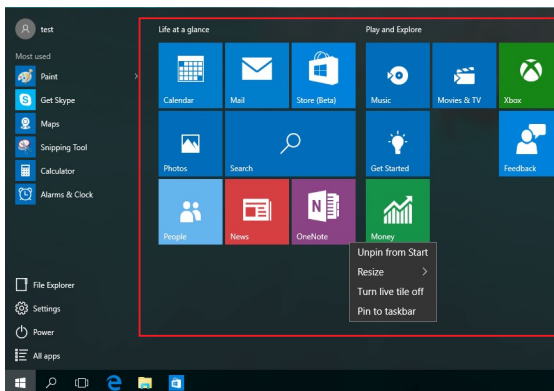 test
Most used
Paint
Get Skype
Maps
Snipping Tool
Calculator
Alarms & Clock
File Explorer
Settings
Power
All apps
Life at a glance
Calendar
Mail
Store (Beta)
Photos
Search
People
News
OneNote
Play and Explore
Music
Movies & TV
Xbox
Get Started
Feedback
Money
Unpin from Start
Resize
Turn live tile off
Pin to taskbar